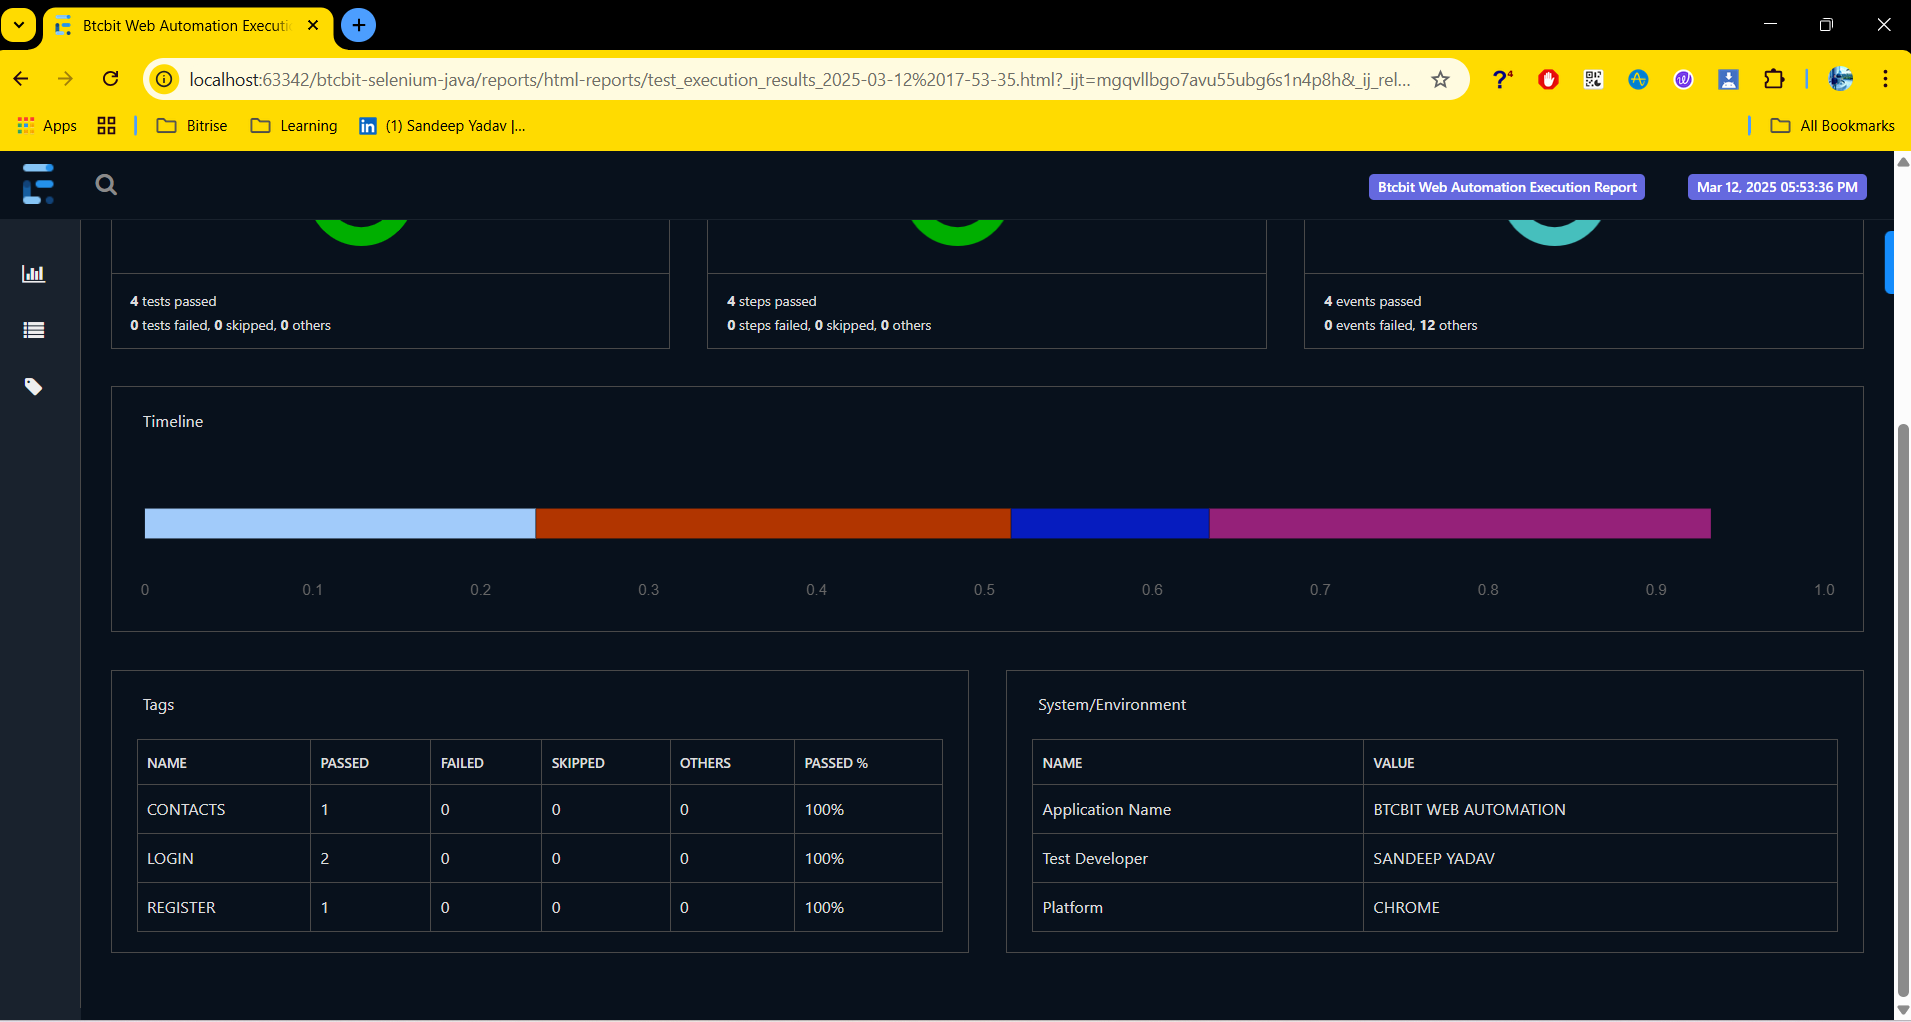 Btcbit Web Automation Executi
localhost:63342/btcbit-selenium-java/reports/html-reports/test_execution_results_2025-03-12%2017-53-35.html?_ijt=mgqvllbgo7avu55ubg6s1n4p8h&_ij_rel...
Apps Bitrise Learning (1) Sandeep Yadav |... All Bookmarks
Btcbit Web Automation Execution Report Mar 12, 2025 05:53:36 PM
4 tests passed
0 tests failed, 0 skipped, 0 others
4 steps passed
0 steps failed, 0 skipped, 0 others
4 events passed
0 events failed, 12 others
Timeline
0 0.1 0.2 0.3 0.4 0.5 0.6 0.7 0.8 0.9 1.0
Tags
NAME PASSED FAILED SKIPPED OTHERS PASSED %
CONTACTS 1 0 0 0 100%
LOGIN 2 0 0 0 100%
REGISTER 1 0 0 0 100%
System/Environment
NAME VALUE
Application Name BTCBIT WEB AUTOMATION
Test Developer SANDEEP YADAV
Platform CHROME